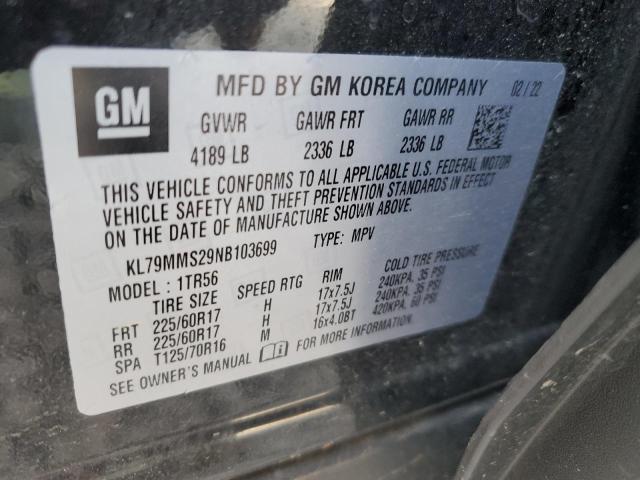 GM MFD BY GM KOREA COMPANY 02 / 22
GVWR GAWR FRT GAWR RR
4189 LB 2336 LB 2336 LB
THIS VEHICLE CONFORMS TO ALL APPLICABLE U.S. FEDERAL MOTOR
VEHICLE SAFETY AND THEFT PREVENTION STANDARDS IN EFFECT
ON THE DATE OF MANUFACTURE SHOWN ABOVE.
KL79MMS29NB103699 TYPE: MPV
MODEL : 1TR56
TIRE SIZE SPEED RTG RIM COLD TIRE PRESSURE
FRT 225/60R17 H 17x7.5J 240KPA, 35 PSI
RR 225/60R17 H 17x7.5J 240KPA, 35 PSI
SPA T125/70R16 M 16x4.0BT 420KPA, 60 PSI
SEE OWNER'S MANUAL FOR MORE INFORMATION.